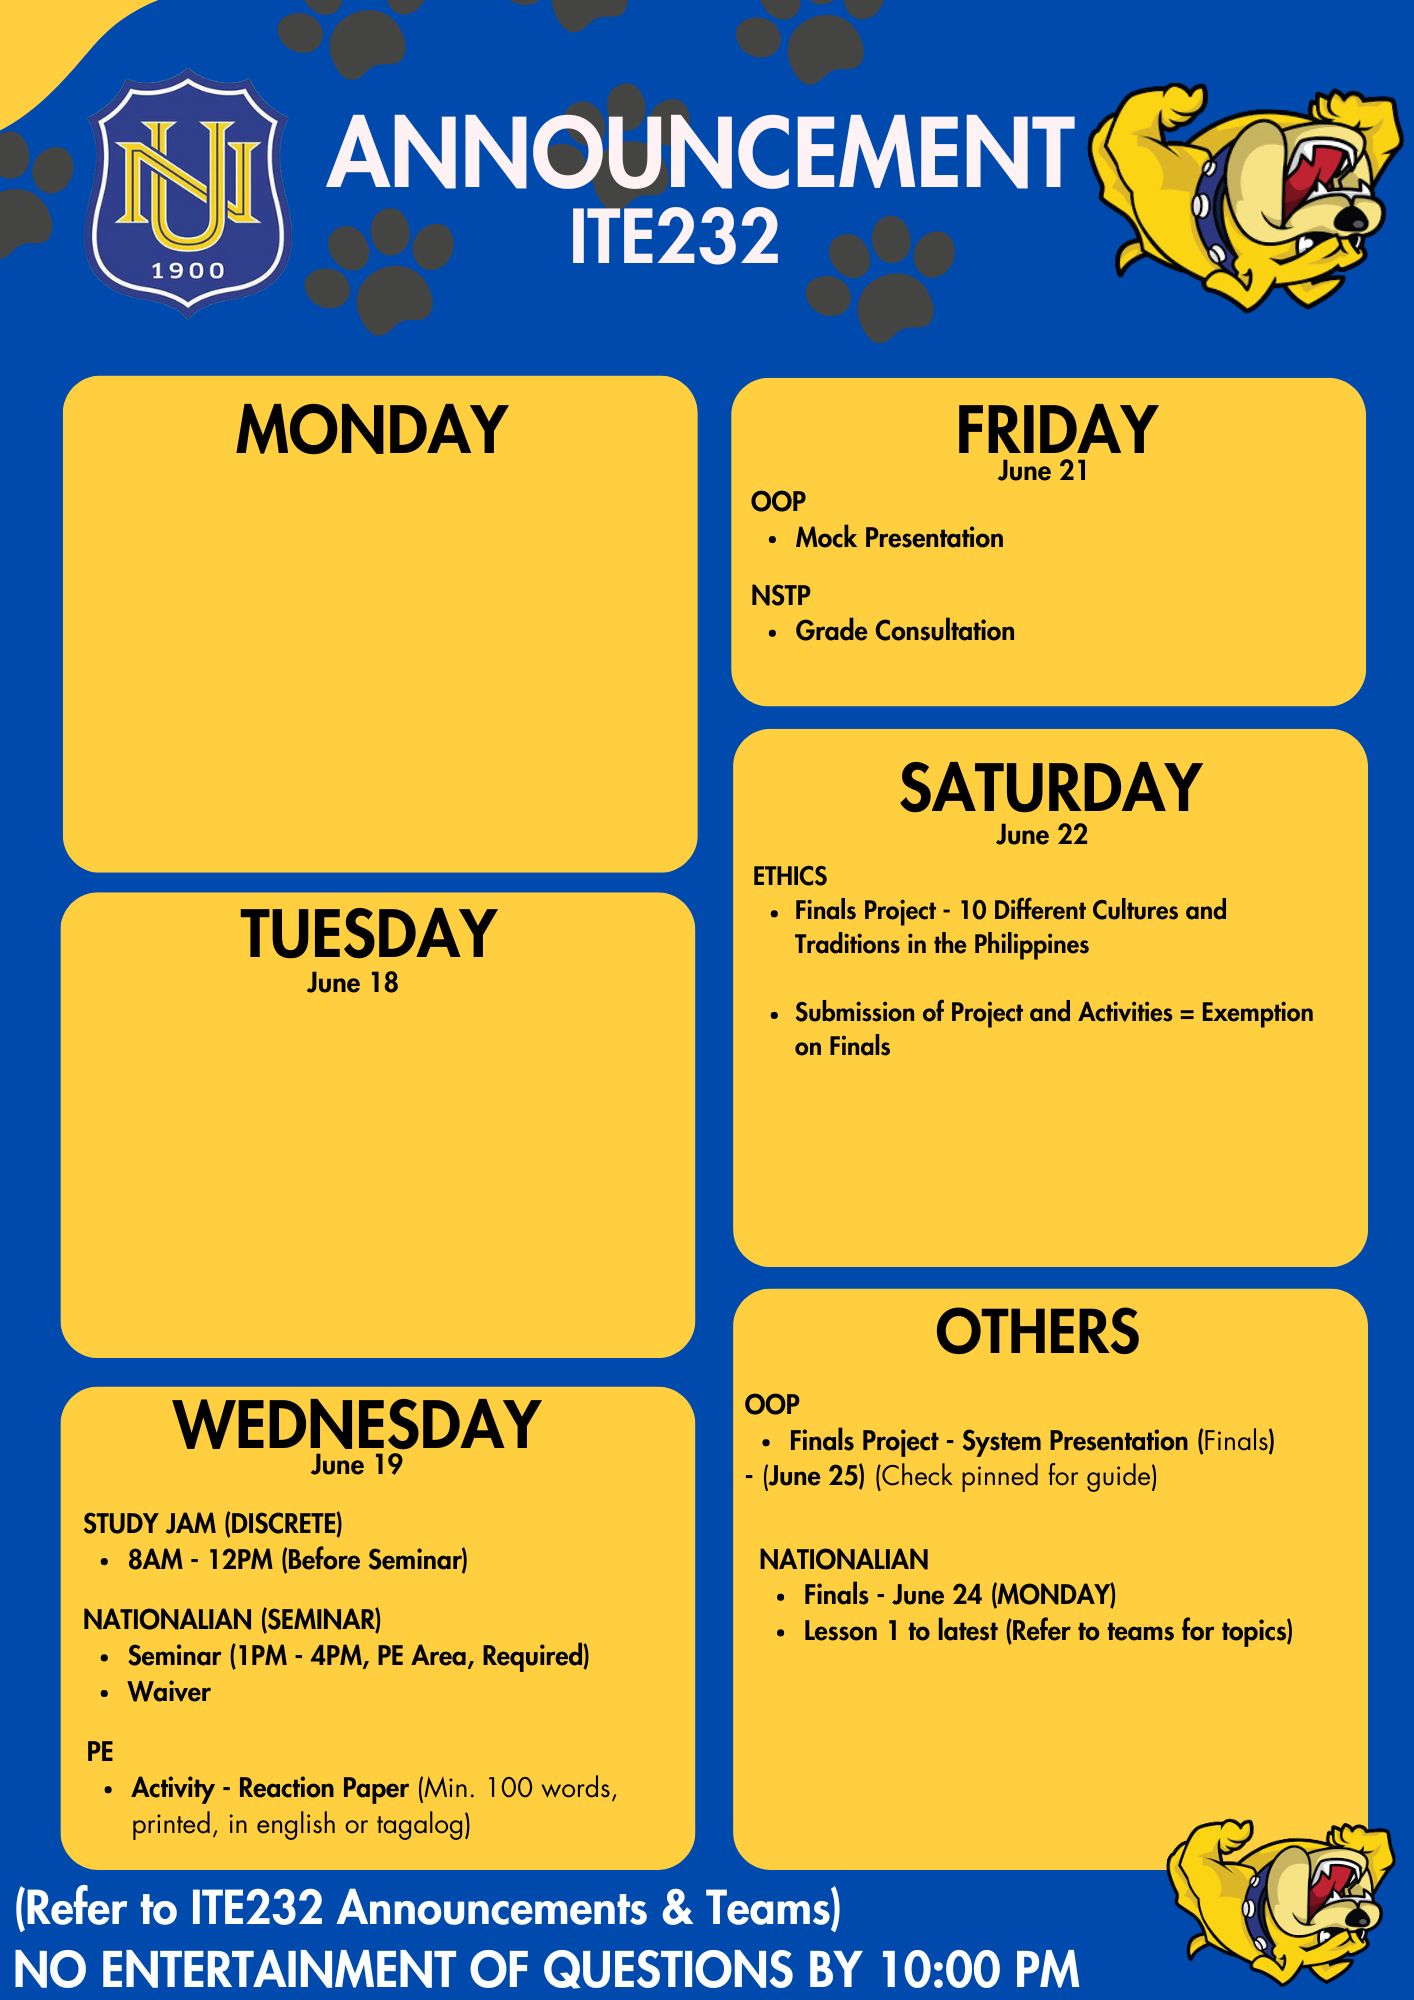 NU
1900
ANNOUNCEMENT
ITE232
MONDAY
TUESDAY
June 18
WEDNESDAY
June 19
STUDY JAM (DISCRETE)
• 8AM - 12PM (Before Seminar)
NATIONALIAN (SEMINAR)
• Seminar (1PM - 4PM, PE Area, Required)
• Waiver
PE
• Activity - Reaction Paper (Min. 100 words,
printed, in english or tagalog)
FRIDAY
June 21
OOP
• Mock Presentation
NSTP
• Grade Consultation
SATURDAY
June 22
ETHICS
• Finals Project - 10 Different Cultures and
Traditions in the Philippines
• Submission of Project and Activities = Exemption
on Finals
OTHERS
OOP
• Finals Project - System Presentation (Finals)
- (June 25) (Check pinned for guide)
NATIONALIAN
• Finals - June 24 (MONDAY)
• Lesson 1 to latest (Refer to teams for topics)
(Refer to ITE232 Announcements & Teams)
NO ENTERTAINMENT OF QUESTIONS BY 10:00 PM